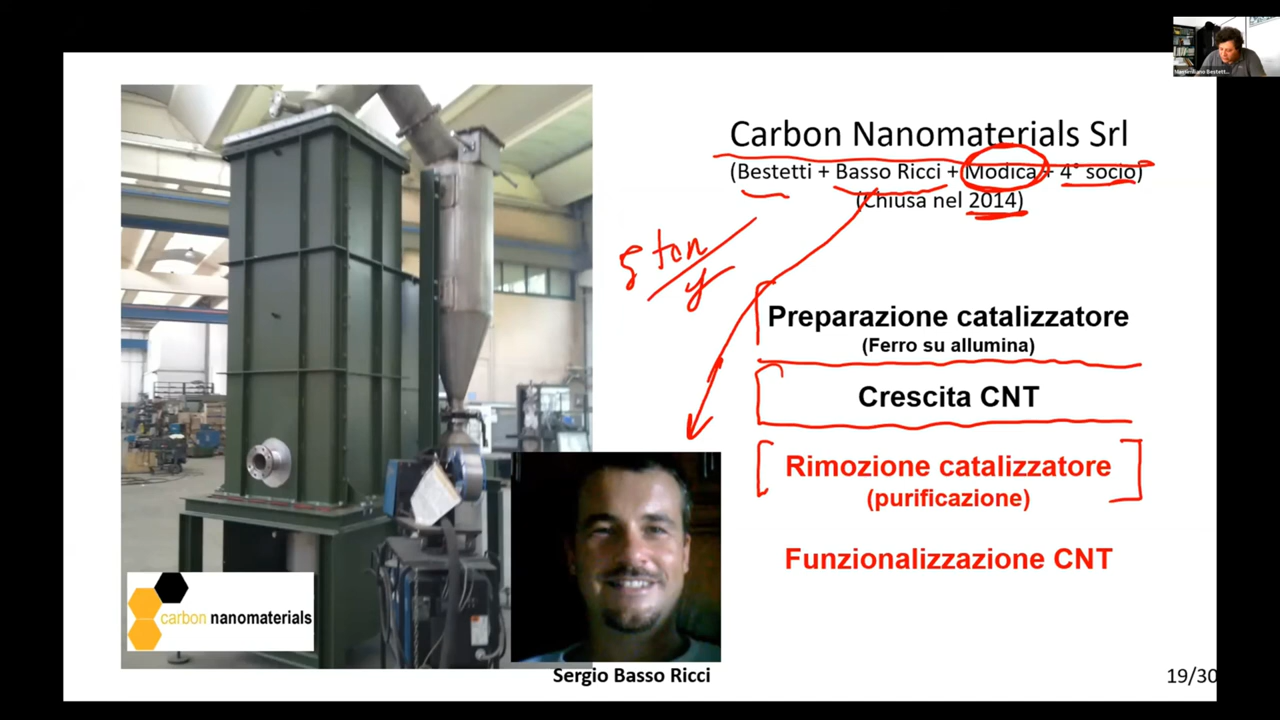 Carbon Nanomaterials Srl
(Bestetti + Basso Ricci + Modica + 4° socio)
(Chiusa nel 2014)
5 ton
y
Preparazione catalizzatore
(Ferro su allumina)
Crescita CNT
Rimozione catalizzatore
(purificazione)
Funzionalizzazione CNT
carbon nanomaterials
Sergio Basso Ricci
19/30